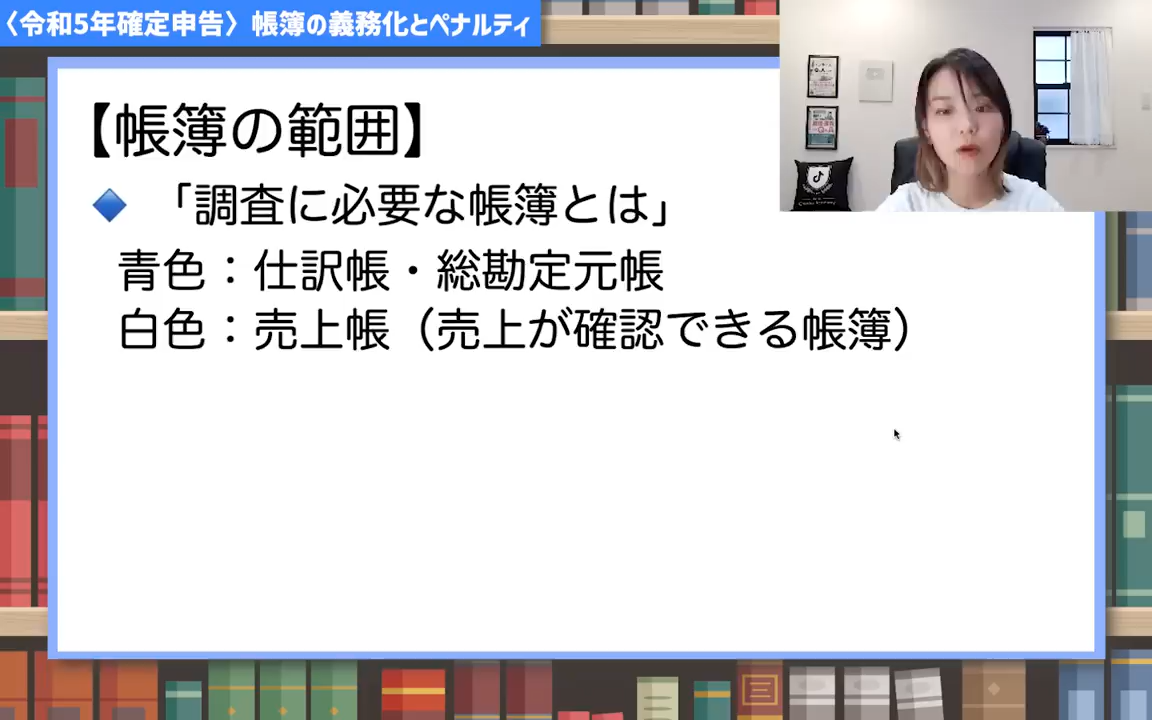 〈令和5年確定申告〉帳簿の義務化とペナルティ
【帳簿の範囲】
🔷「調査に必要な帳簿とは」
青色：仕訳帳・総勘定元帳
白色：売上帳（売上が確認できる帳簿）